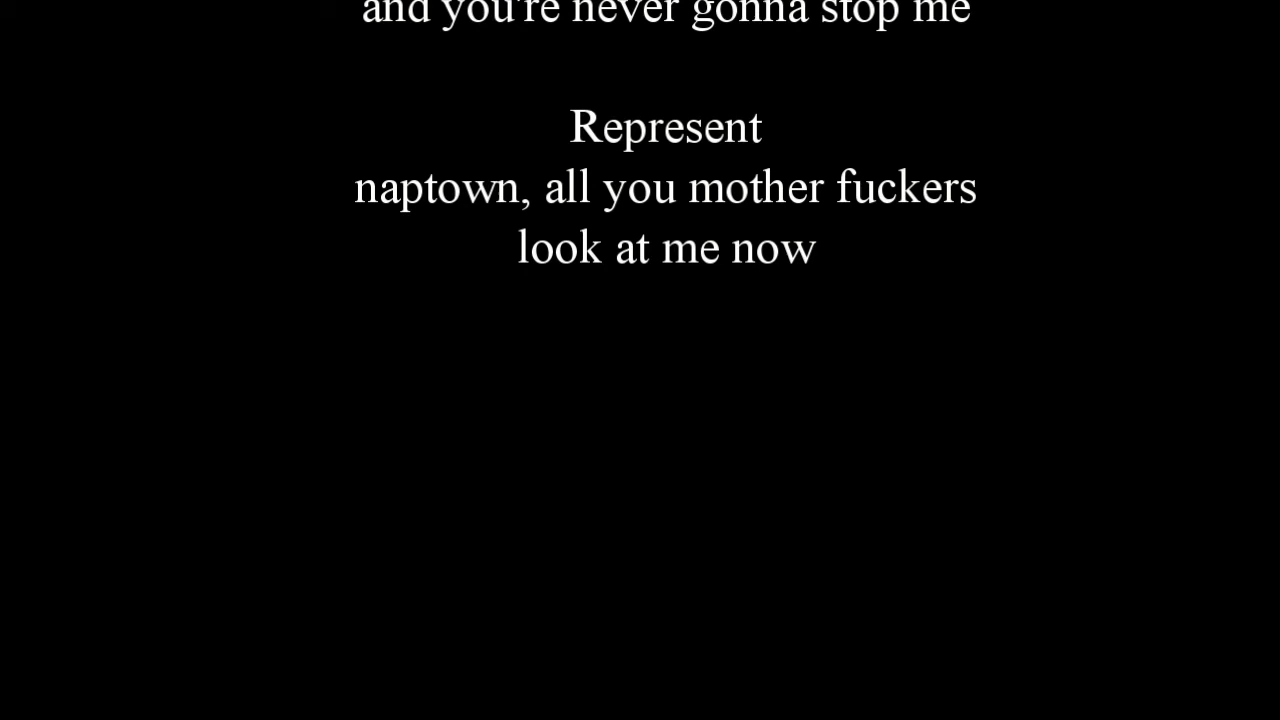 and you're never gonna stop me
Represent
naptown, all you mother fuckers
look at me now